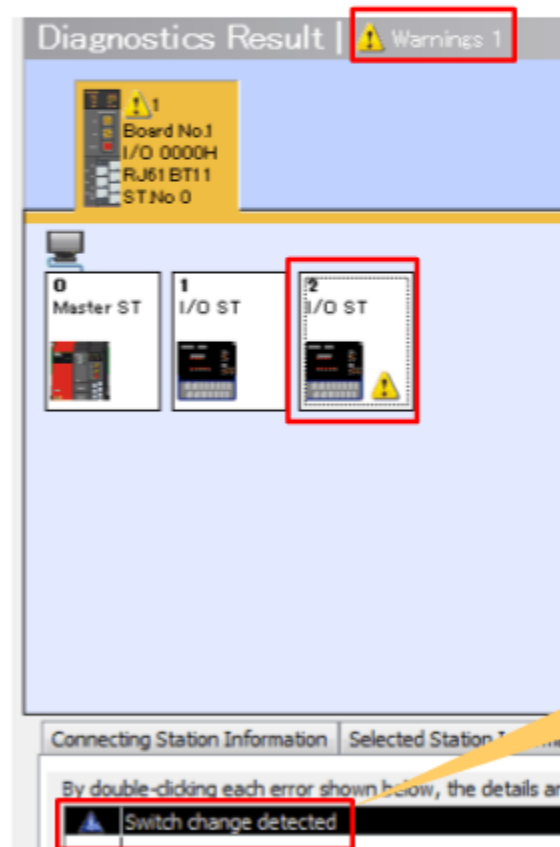 Diagnostics Result | Warnings 1
1
Board No.1
I/O 0000H
RJ61BT11
ST.No 0
0
Master ST
1
I/O ST
2
I/O ST
Connecting Station Information
Selected Station
By double-clicking each error shown below, the details
Switch change detected